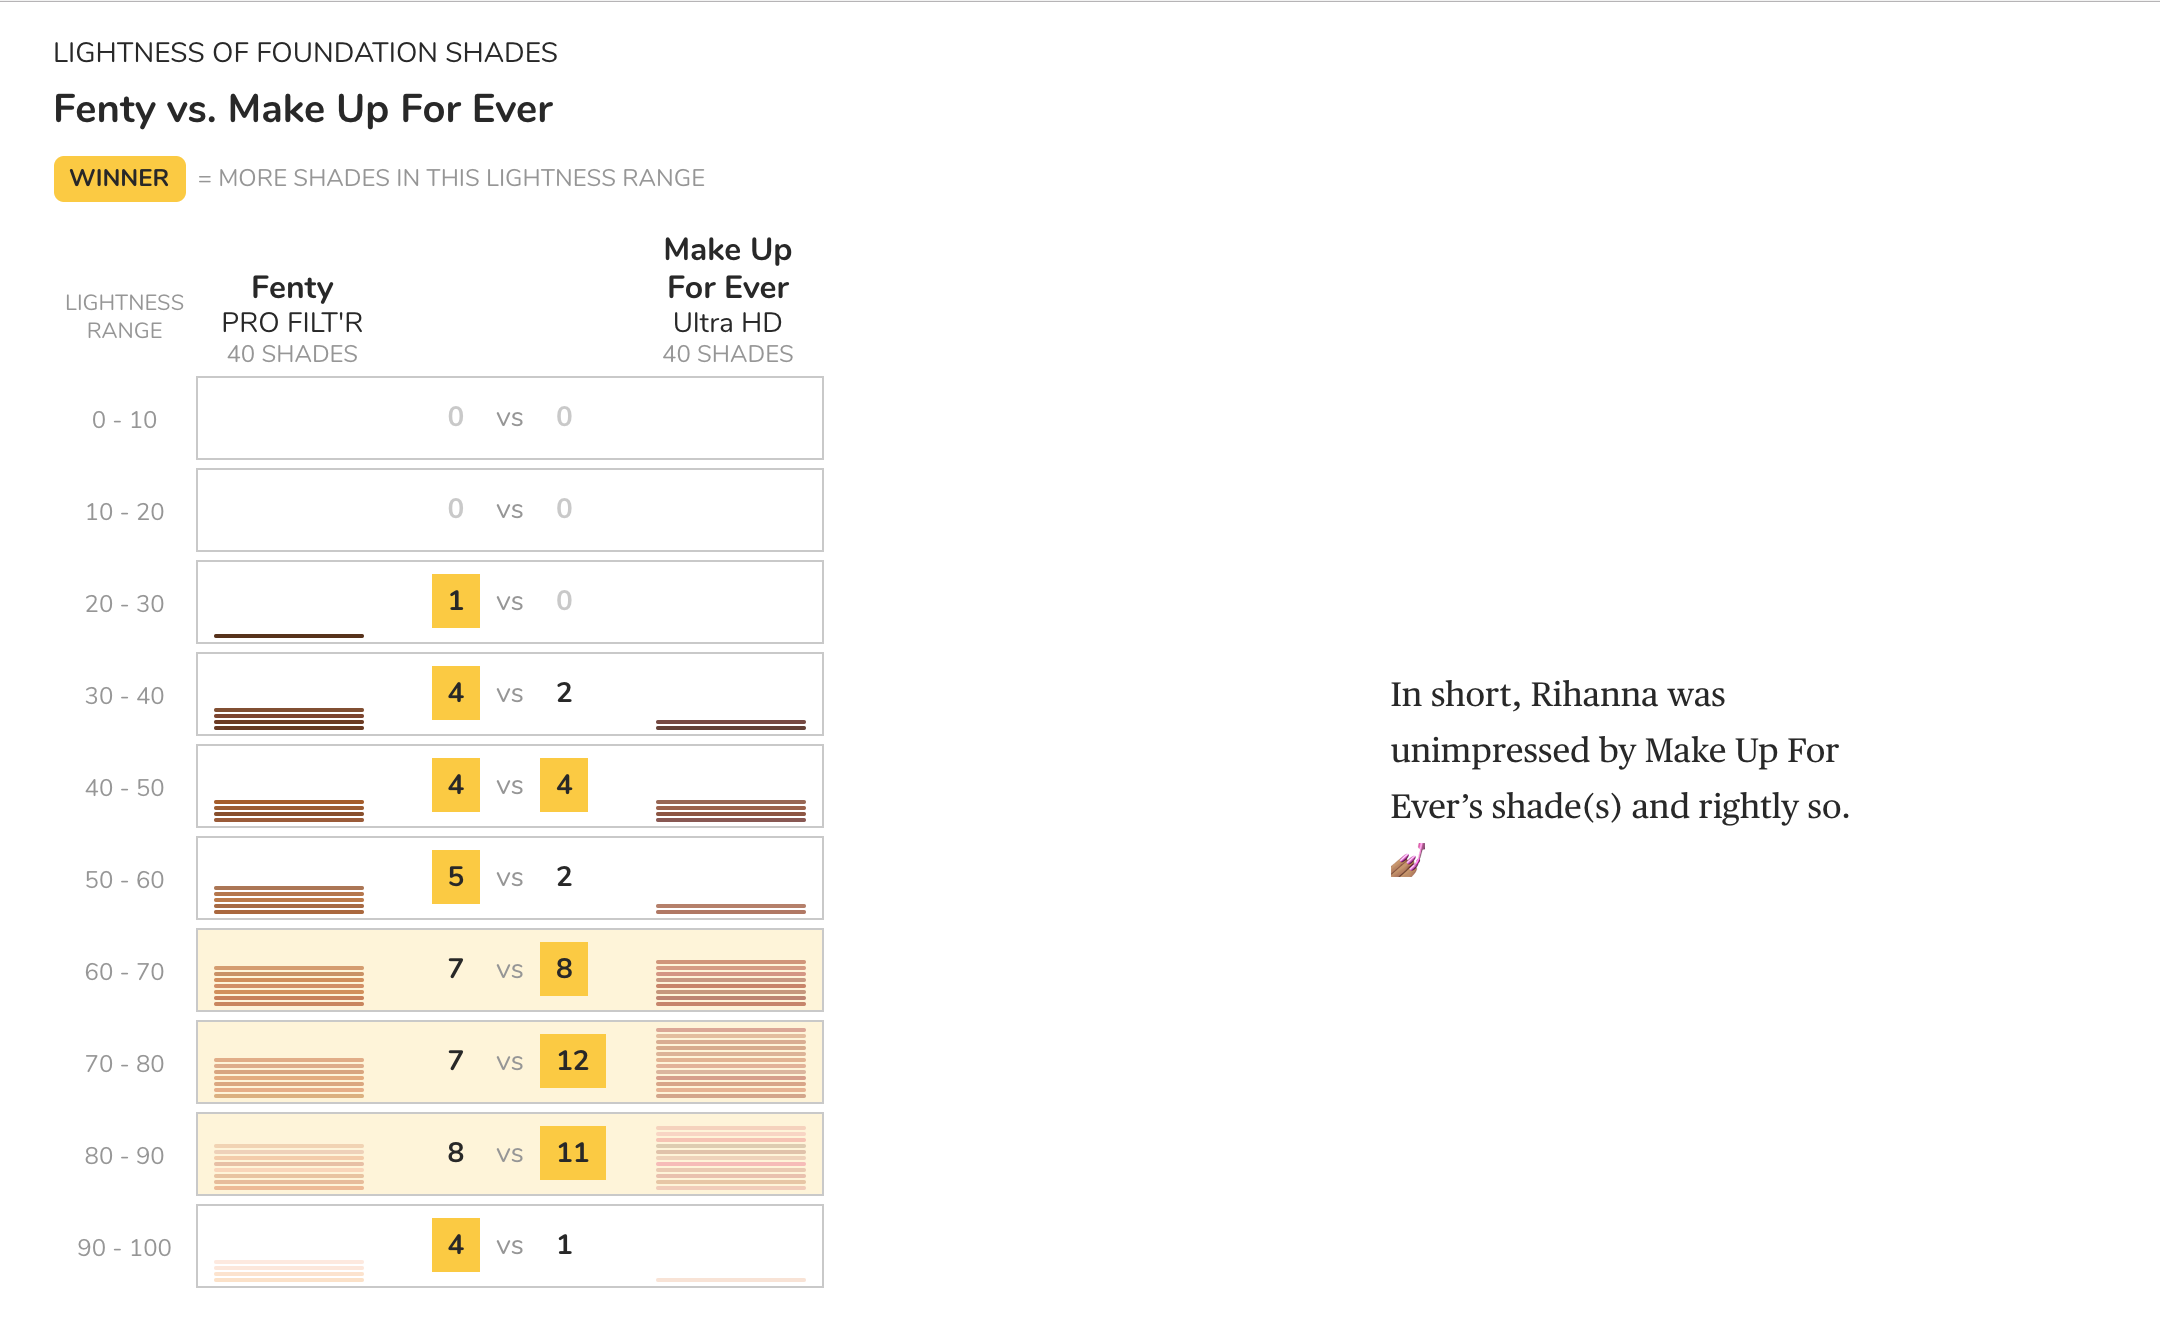 LIGHTNESS OF FOUNDATION SHADES
Fenty vs. Make Up For Ever
WINNER = MORE SHADES IN THIS LIGHTNESS RANGE
LIGHTNESS
RANGE
Fenty
PRO FILT'R
40 SHADES
Make Up
For Ever
Ultra HD
40 SHADES
0 - 10 0 vs 0
10 - 20 0 vs 0
20 - 30 1 vs 0
30 - 40 4 vs 2
40 - 50 4 vs 4
50 - 60 5 vs 2
60 - 70 7 vs 8
70 - 80 7 vs 12
80 - 90 8 vs 11
90 - 100 4 vs 1
In short, Rihanna was
unimpressed by Make Up For
Ever’s shade(s) and rightly so.
💅🏽